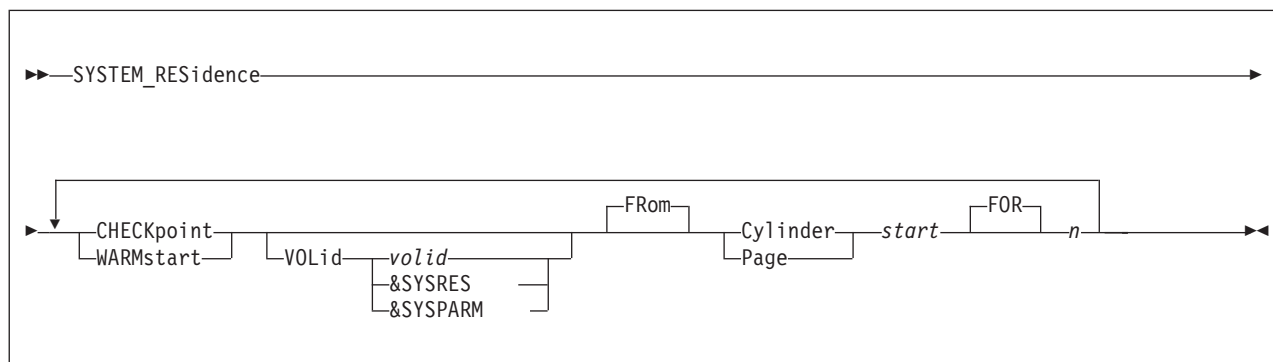 SYSTEM_RESidence
FRom FOR
CHECKpoint Cylinder start n
WARMstart VOLid volid Page
&SYSRES
&SYSPARM